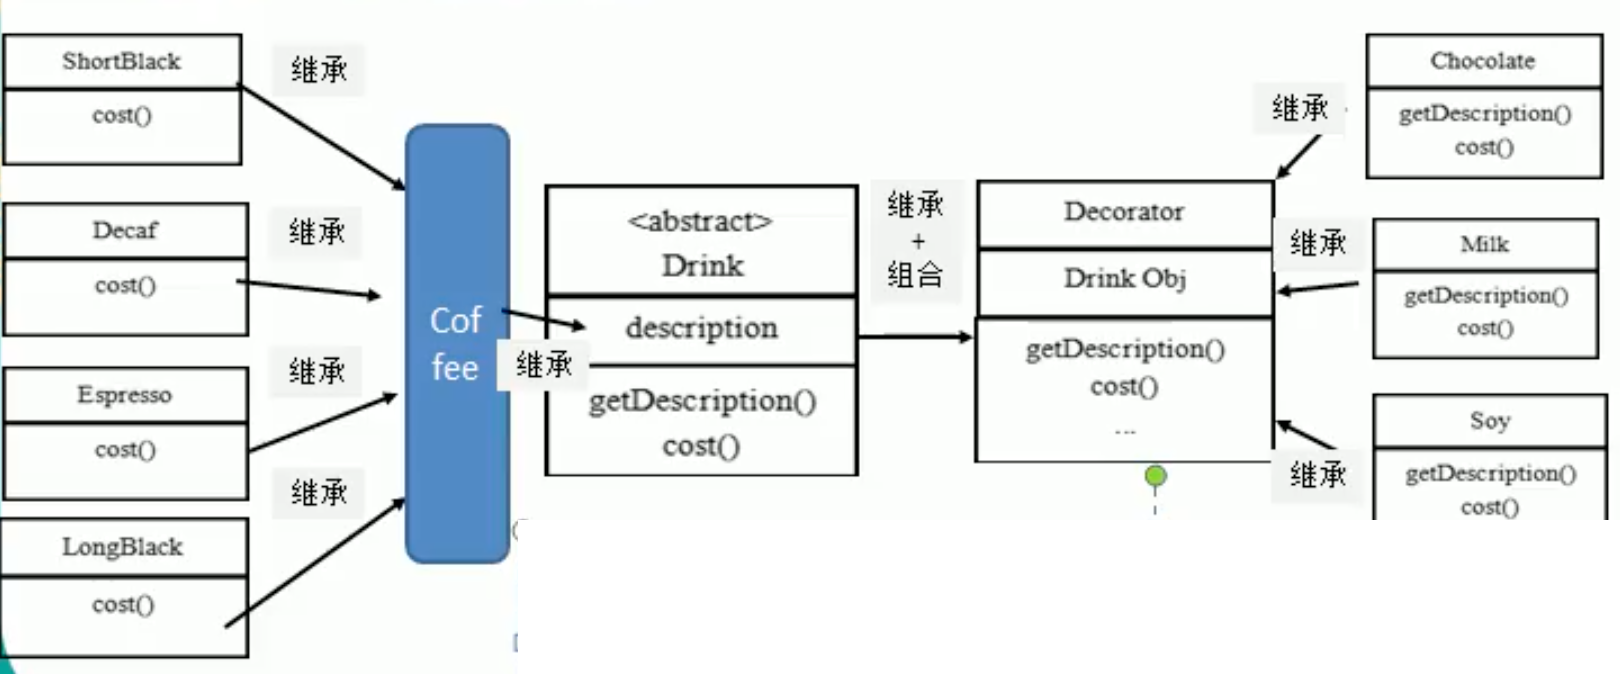 ShortBlack
cost()
继承
Decaf
cost()
继承
Espresso
cost()
继承
LongBlack
cost()
继承
Cof
fee
继承
<abstract>
Drink
description
getDescription()
cost()
继承
+
组合
Decorator
Drink Obj
getDescription()
cost()
...
继承
Chocolate
getDescription()
cost()
继承
Milk
getDescription()
cost()
继承
Soy
getDescription()
cost()